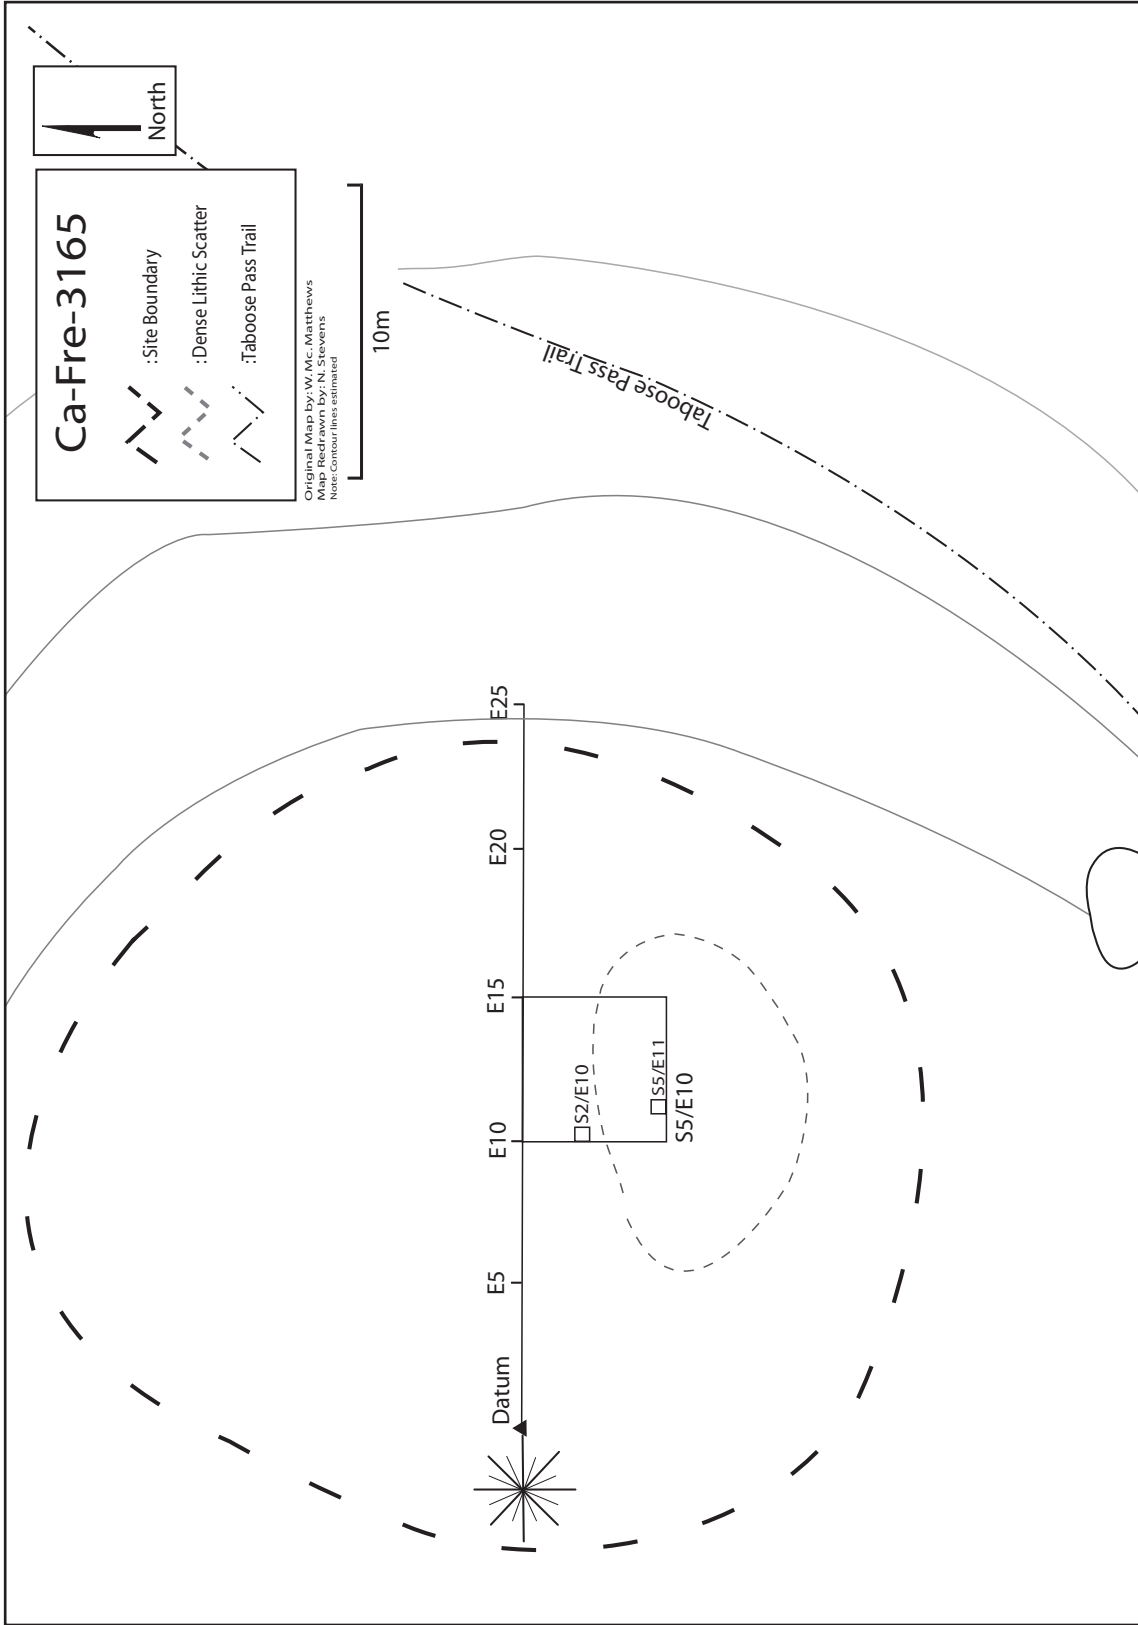 Ca-Fre-3165
:Site Boundary
:Dense Lithic Scatter
:Taboose Pass Trail
North
Original Map by: W. Mc. Matthews
Map Redrawn by: N. Stevens
Note: Contour lines estimated
10m
Taboose Pass Trail
Datum
E5
E10
E15
E20
E25
S2/E10
S5/E11
S5/E10